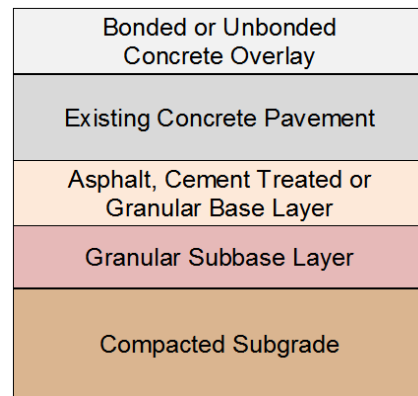 Bonded or Unbonded
Concrete Overlay
Existing Concrete Pavement
Asphalt, Cement Treated or
Granular Base Layer
Granular Subbase Layer
Compacted Subgrade